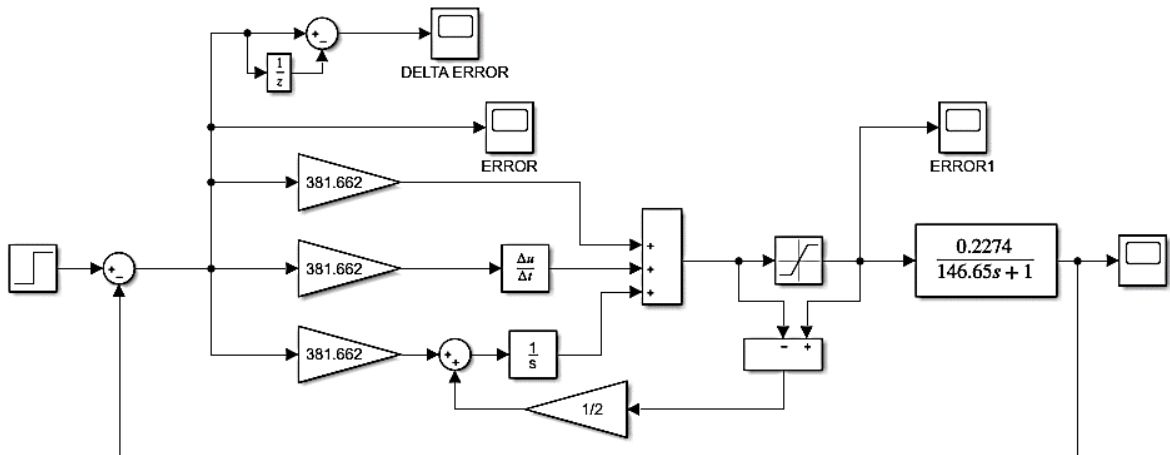 +
−
1
z
DELTA ERROR
ERROR
ERROR1
381.662
+
+
+
0.2274
146.65s + 1
+
−
381.662
Δu
Δt
381.662
+
+
1
s
− +
1/2